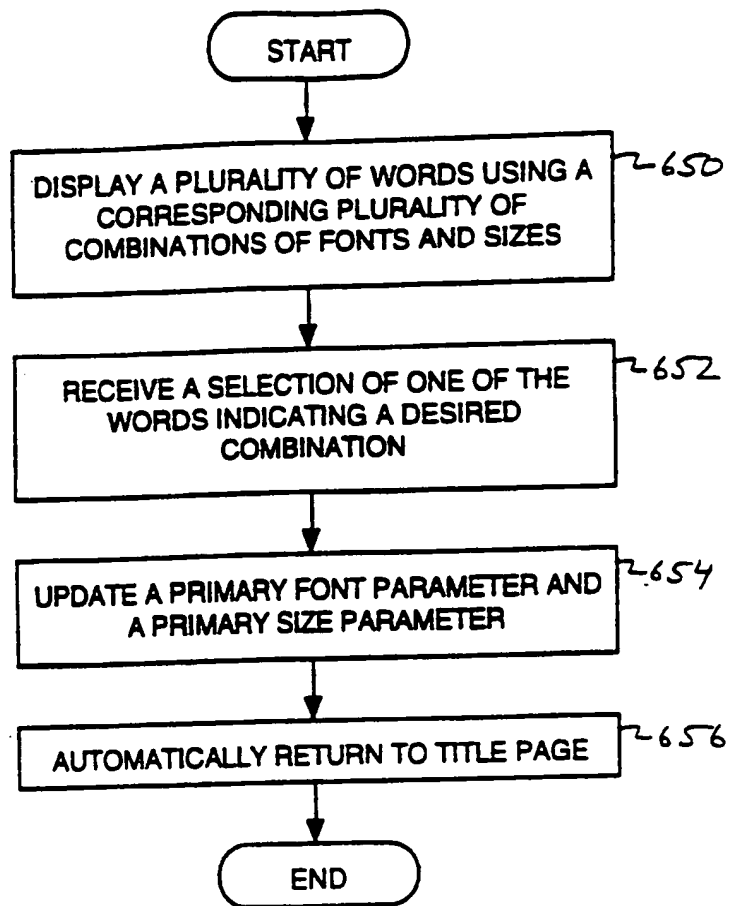 START
DISPLAY A PLURALITY OF WORDS USING A
CORRESPONDING PLURALITY OF
COMBINATIONS OF FONTS AND SIZES
650
RECEIVE A SELECTION OF ONE OF THE
WORDS INDICATING A DESIRED
COMBINATION
652
UPDATE A PRIMARY FONT PARAMETER AND
A PRIMARY SIZE PARAMETER
654
AUTOMATICALLY RETURN TO TITLE PAGE
656
END